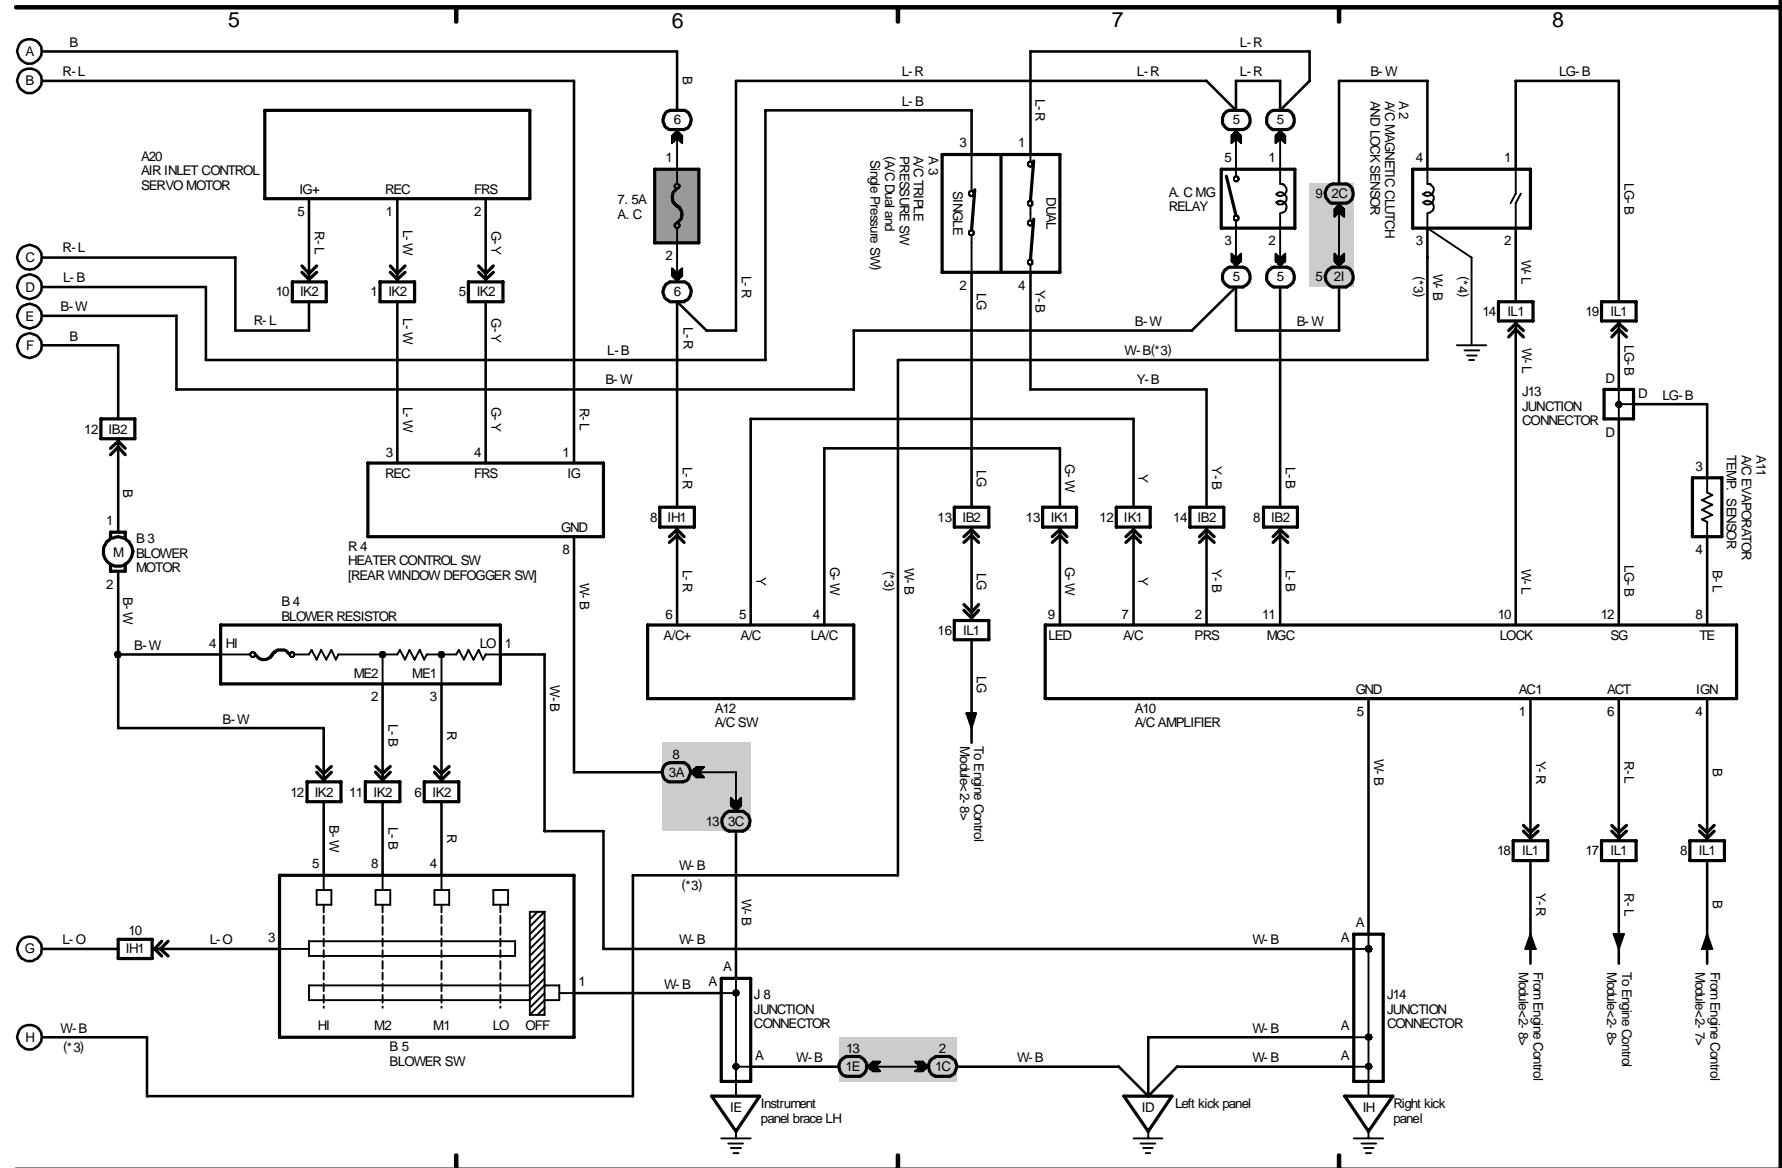 5 6 7 8
A B
B R-L
B
L-R
L-R
L-R
L-R
B-W
LG-B
L-B
L-R
A20
AIR INLET CONTROL
SERVO MOTOR
IG+ REC FRS
5 1 2
R-L L-W G-Y
10 IK2 1 IK2 5 IK2
R-L L-W G-Y
6
1
7. 5A
A. C
2
6
L-R
L-R
3 1
A 3
A/C TRIPLE
PRESSURE SW
(A/C Dual and
Single Pressure SW)
SINGLE
DUAL
2 4
LG Y-B
5 5
5 1
A. C MG
RELAY
3 2
5 5
9 2C
5 2I
B-W
B-W
A 2
A/C MAGNETIC CLUTCH
AND LOCK SENSOR
4 1
3 2
W-B
(*3)
(*4)
W-L
LG-B
14 IL1 19 IL1
W-L LG-B
C R-L
D L-B
E B-W
F B
L-B
B-W
W-B(*3)
Y-B
J13
JUNCTION
CONNECTOR
D
D
D
LG-B
A11
A/C EVAPORATOR
TEMP. SENSOR
3
4
B-L
12 IB2
B
1
M
B 3
BLOWER
MOTOR
2
B-W
L-W G-Y R-L
3 4 1
REC FRS IG
GND
8
R 4
HEATER CONTROL SW
[REAR WINDOW DEFOGGER SW]
W-B
L-R
8 IH1
L-R
LG G-W Y Y-B L-B
13 IB2 13 IK1 12 IK1 14 IB2 8 IB2
LG G-W Y Y-B L-B
W-L LG-B
Y G-W
W-B
(*3)
16 IL1
LG
To Engine Control
Module<2-8>
6 5 4
A/C+ A/C LA/C
A12
A/C SW
9 7 2 11 10 12 8
LED A/C PRS MGC LOCK SG TE
GND AC1 ACT IGN
A10
A/C AMPLIFIER
5 1 6 4
W-B Y-R R-L B
18 IL1 17 IL1 8 IL1
Y-R R-L B
From Engine Control
Module<2-8>
To Engine Control
Module<2-8>
From Engine Control
Module<2-7>
B 4
BLOWER RESISTOR
B-W
4 HI LO 1
ME2 ME1
2 3
W-B
B-W
L-B R
12 IK2 11 IK2 6 IK2
B-W L-B R
5 8 4
8
3A
13 3C
W-B
(*3)
W-B
G L-O
10
IH1
L-O
3
1
HI M2 M1 LO OFF
B 5
BLOWER SW
W-B W-B
W-B
A
A
J 8
JUNCTION
CONNECTOR
A
A
A
A
A
J14
JUNCTION
CONNECTOR
H W-B
(*3)
W-B
13
1E
2
1C
W-B
W-B
W-B
IE
Instrument
panel brace LH
ID
Left kick panel
IH
Right kick
panel